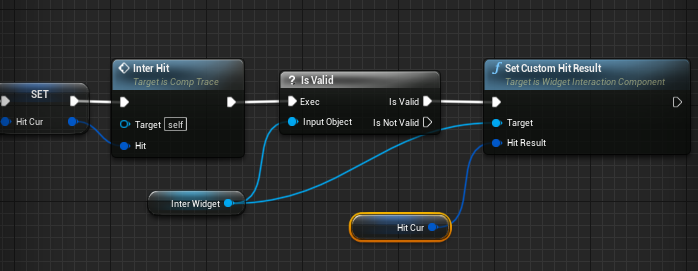 SET
Hit Cur
Inter Hit
Target is Comp Trace
Target self
Hit
? Is Valid
Exec Is Valid
Input Object Is Not Valid
f Set Custom Hit Result
Target is Widget Interaction Component
Target
Hit Result
Inter Widget
Hit Cur